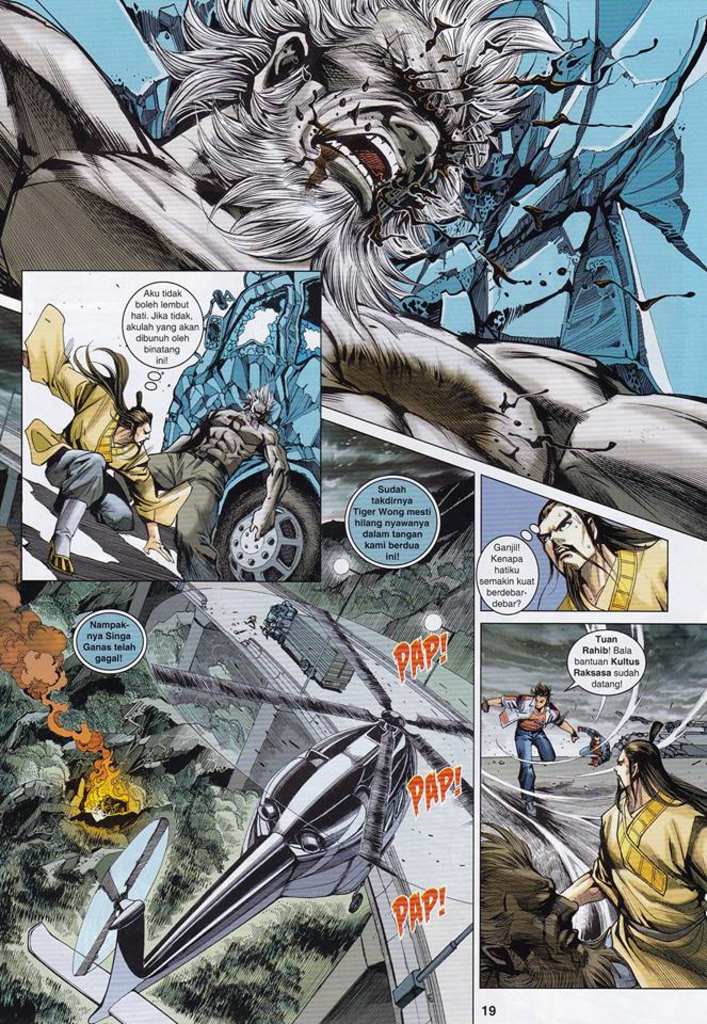 Aku tidak
boleh lembut
hati. Jika tidak,
akulah yang akan
dibunuh oleh
binatang
ini!
Sudah
takdirnya
Tiger Wong mesti
hilang nyawanya
dalam tangan
kami berdua
ini!
Ganjil!
Kenapa
hatiku
semakin kuat
berdebar-
debar?
Nampak-
nya Singa
Ganas telah
gagal!
PAP!
PAP!
PAP!
Tuan
Rahib! Bala
bantuan Kultus
Raksasa sudah
datang!
19